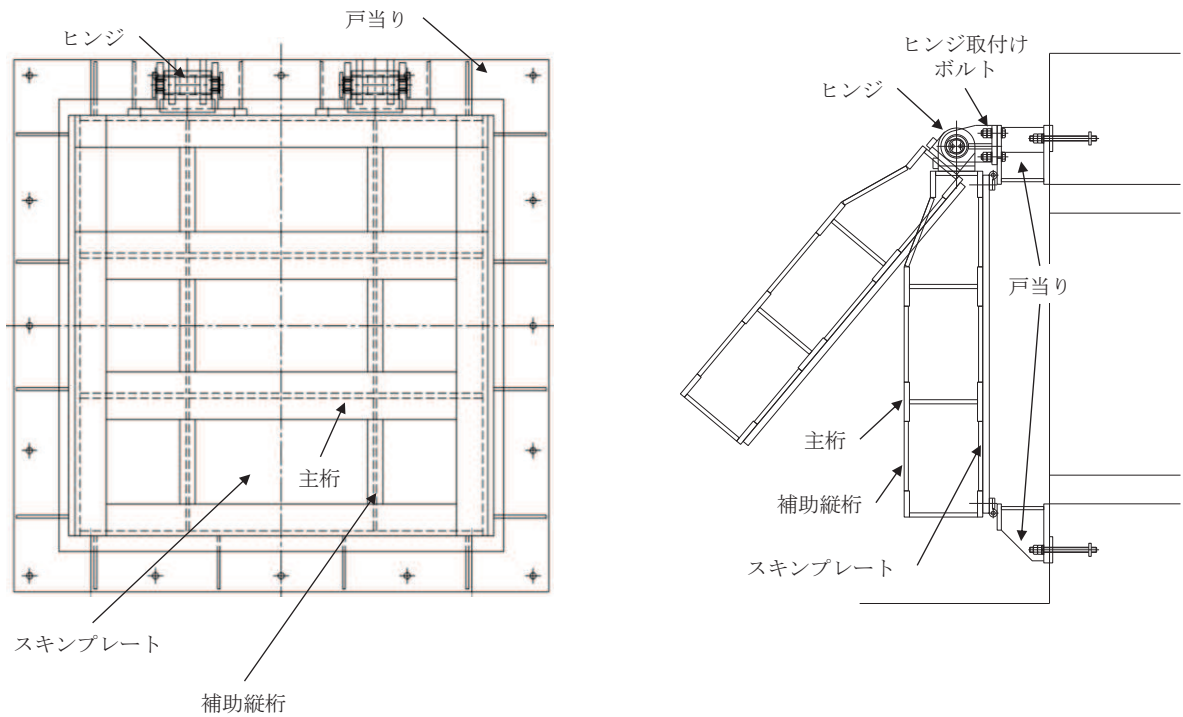 戸当り
ヒンジ
主桁
スキンプレート
補助縦桁
ヒンジ取付け
ボルト
ヒンジ
戸当り
主桁
補助縦桁
スキンプレート